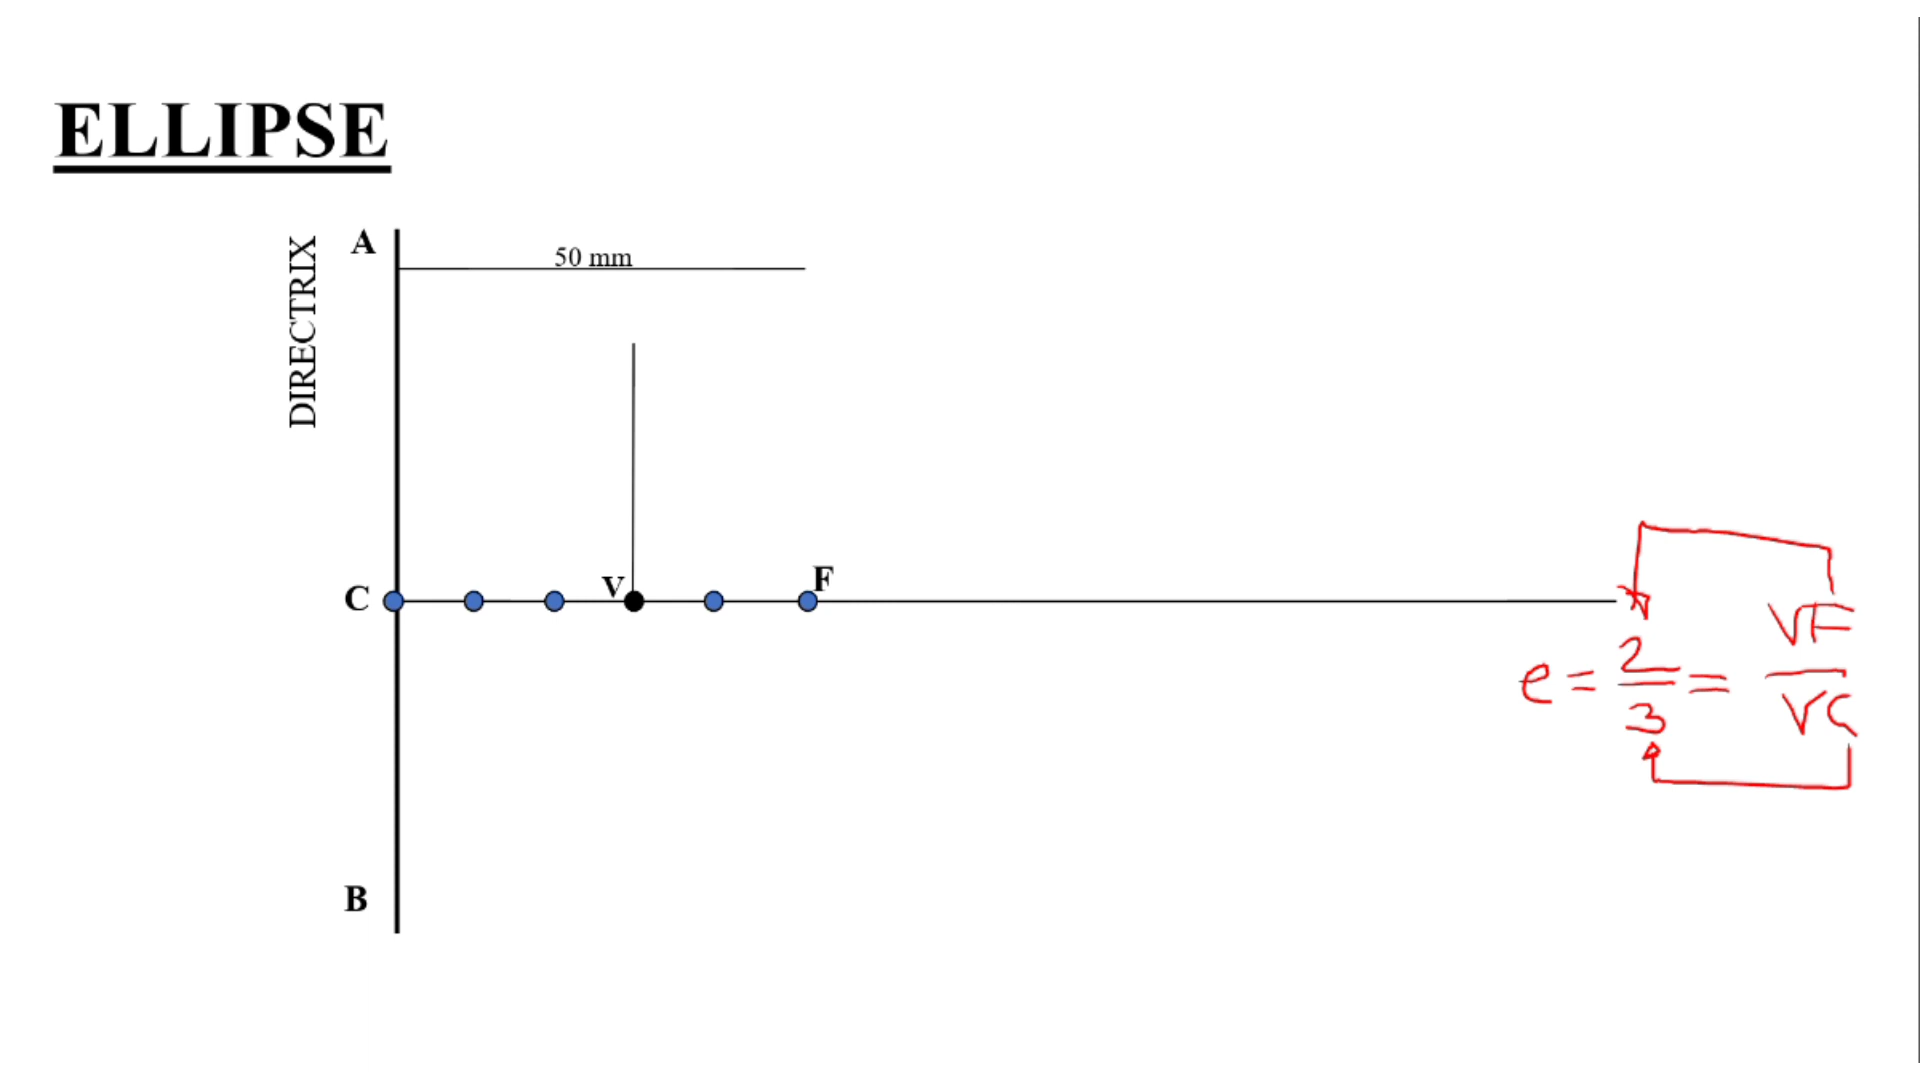 ELLIPSE
DIRECTRIX
A
50 mm
C
V
F
B
e = 2/3 = VF/VC